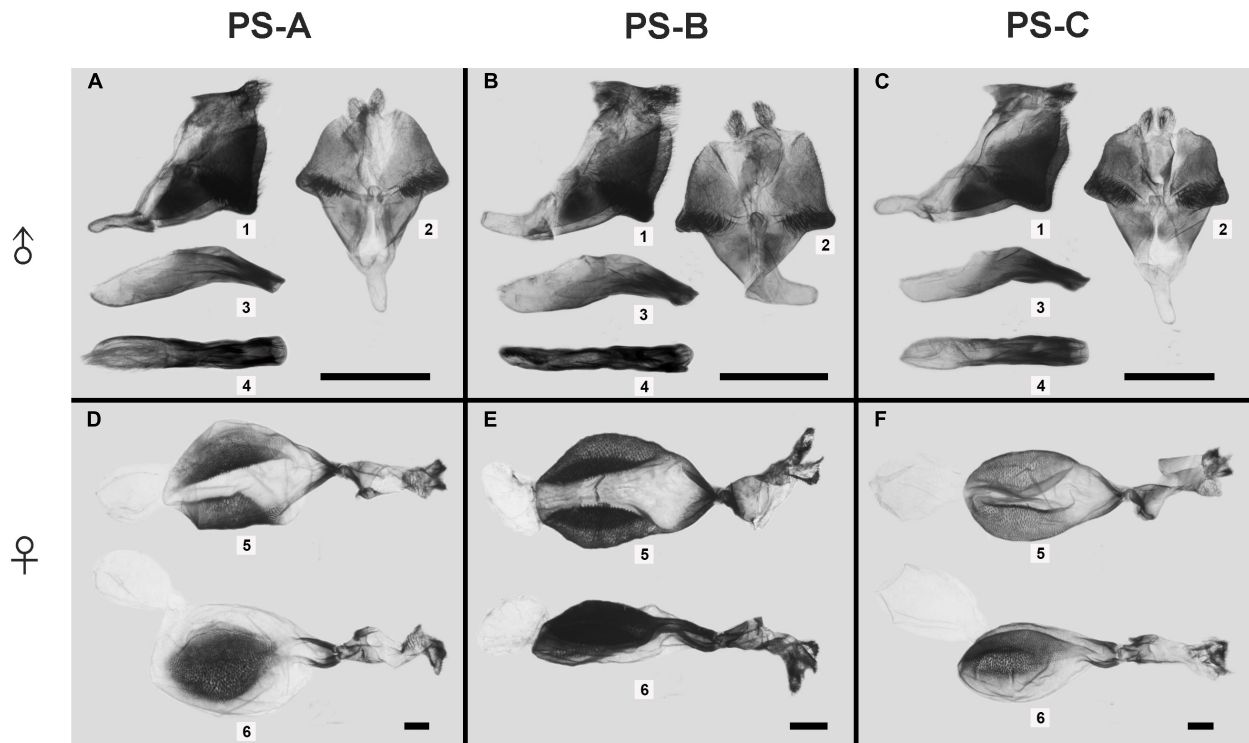 PS-A PS-B PS-C
A B C
1 2 1 2 1 2
3 3 3
4 4 4
♂
D E F
5 5 5
♀
6 6 6